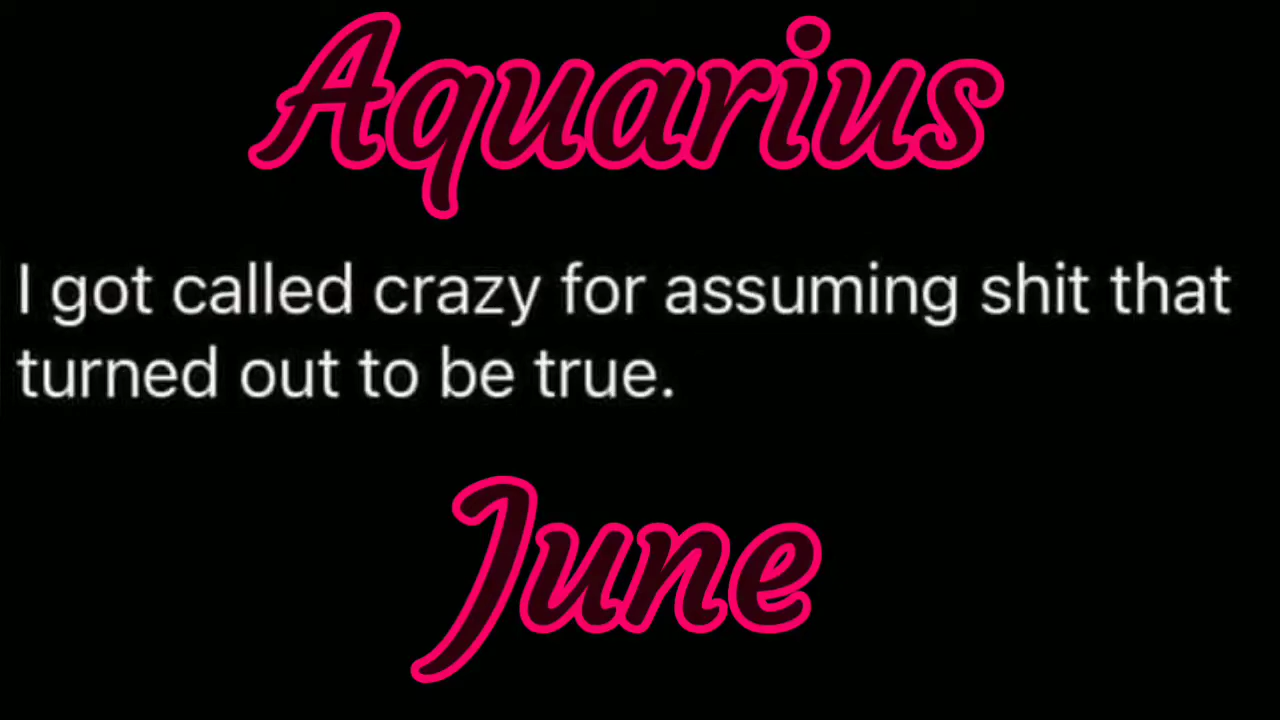 Aquarius
I got called crazy for assuming shit that
turned out to be true.
June